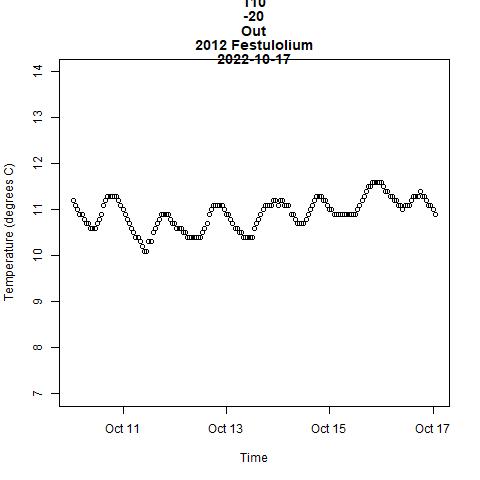 110
-20
Out
2012 Festulolium
2022-10-17
Temperature (degrees C)
14
13
12
11
10
9
8
7
Oct 11
Oct 13
Oct 15
Oct 17
Time